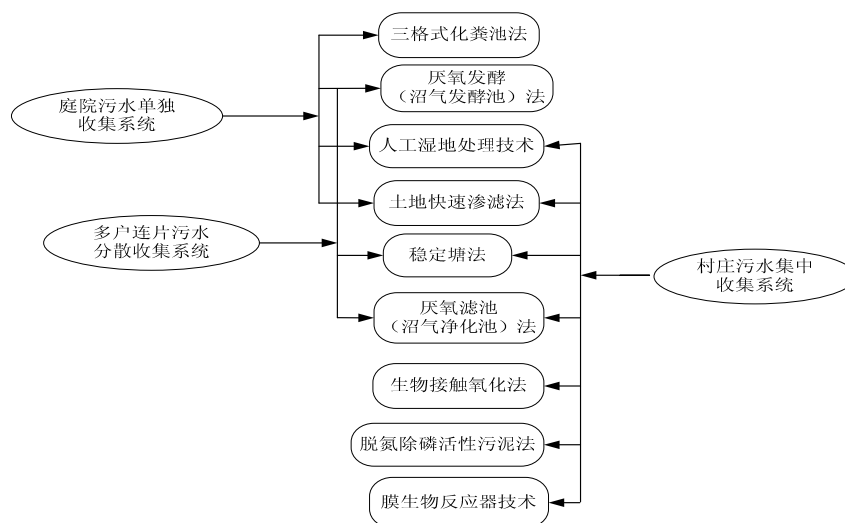 三格式化粪池法
厌氧发酵
（沼气发酵池）法
庭院污水单独
收集系统
人工湿地处理技术
土地快速渗滤法
多户连片污水
分散收集系统
稳定塘法
村庄污水集中
收集系统
厌氧滤池
（沼气净化池）法
生物接触氧化法
脱氮除磷活性污泥法
膜生物反应器技术